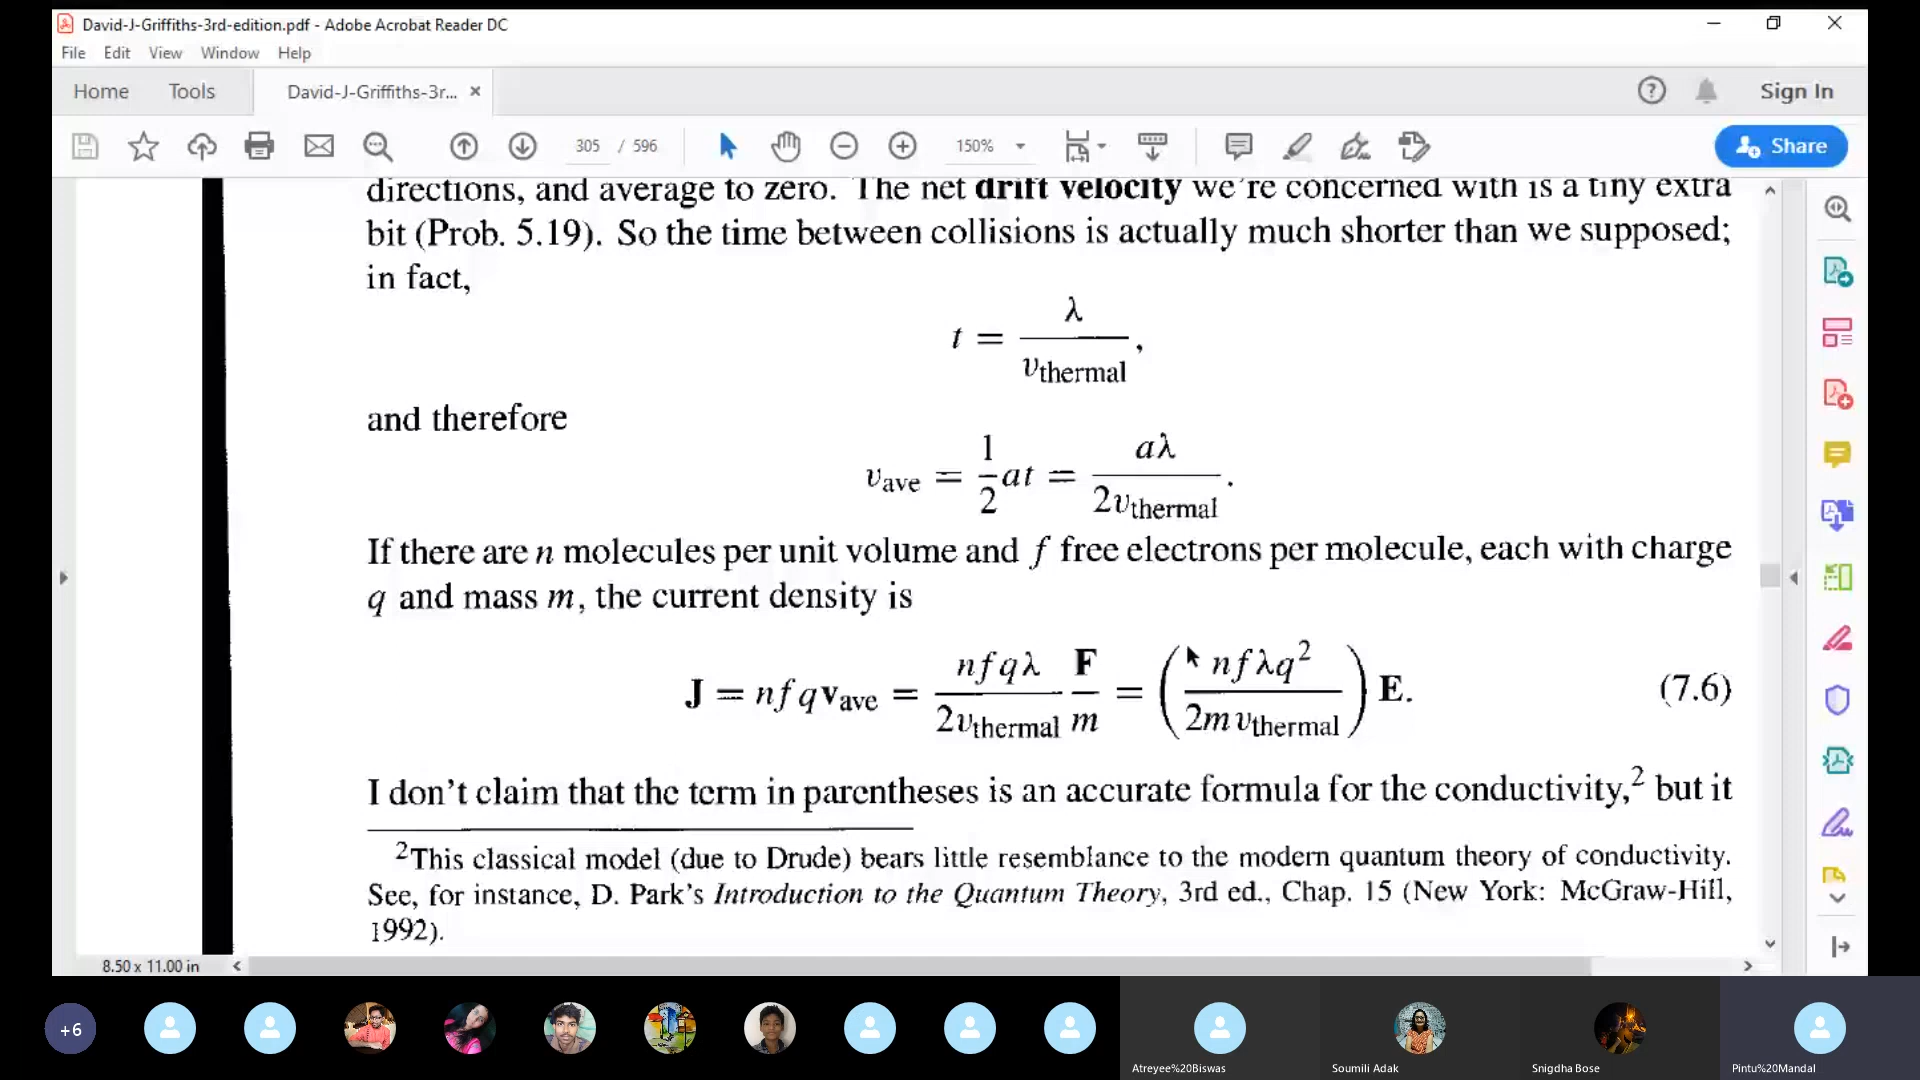 David-J-Griffiths-3rd-edition.pdf - Adobe Acrobat Reader DC
File Edit View Window Help
Home Tools David-J-Griffiths-3r... × Sign In
305 / 596 150% Share
directions, and average to zero. The net drift velocity we're concerned with is a tiny extra
bit (Prob. 5.19). So the time between collisions is actually much shorter than we supposed;
in fact,
t = λ / v_thermal,
and therefore
v_ave = 1/2 at = aλ / 2v_thermal.
If there are n molecules per unit volume and f free electrons per molecule, each with charge
q and mass m, the current density is
J = nfqv_ave = nfqλ / 2v_thermal F / m = (nfλq² / 2mv_thermal) E. (7.6)
I don't claim that the term in parentheses is an accurate formula for the conductivity,² but it
²This classical model (due to Drude) bears little resemblance to the modern quantum theory of conductivity.
See, for instance, D. Park's Introduction to the Quantum Theory, 3rd ed., Chap. 15 (New York: McGraw-Hill,
1992).
8.50 x 11.00 in
+6
Atreyee%20Biswas Soumili Adak Snigdha Bose Pintu%20Mandal